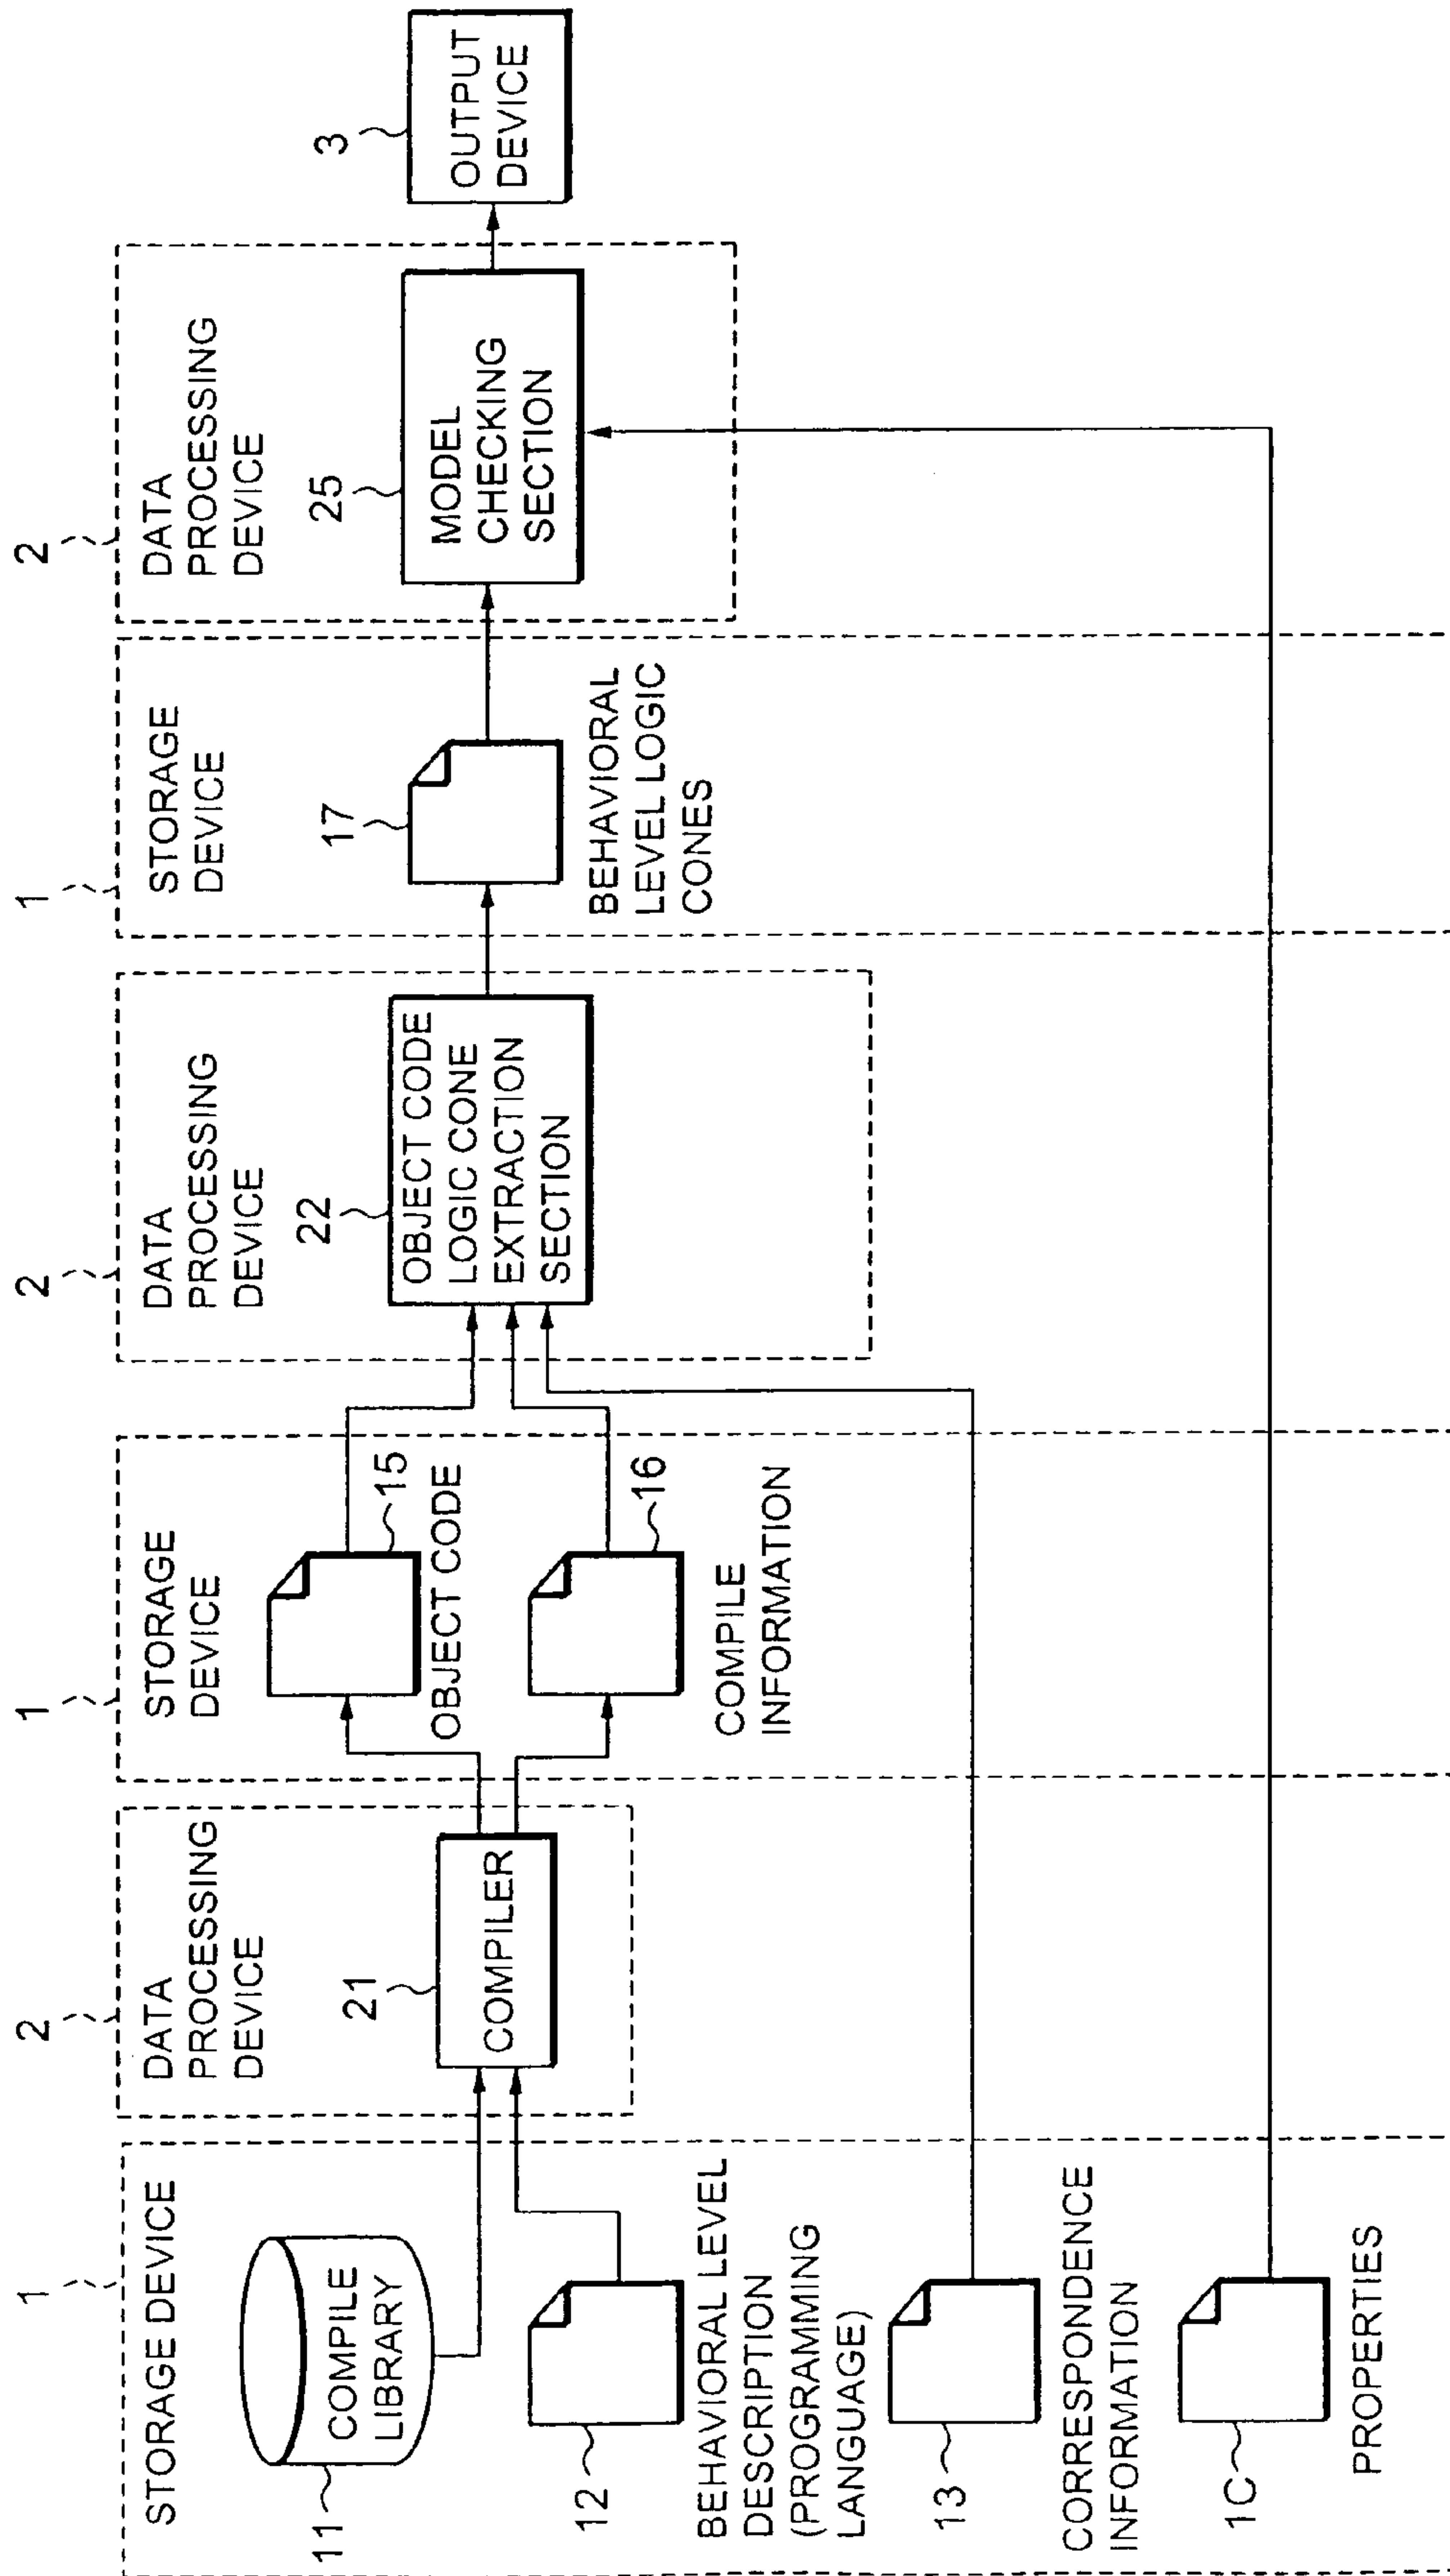 1
STORAGE DEVICE
COMPILE
LIBRARY
11
12
BEHAVIORAL LEVEL
DESCRIPTION
(PROGRAMMING
LANGUAGE)
13
CORRESPONDENCE
INFORMATION
1C
PROPERTIES
2
DATA
PROCESSING
DEVICE
21
COMPILER
1
STORAGE
DEVICE
15
OBJECT CODE
16
COMPILE
INFORMATION
2
DATA
PROCESSING
DEVICE
22
OBJECT CODE
LOGIC CONE
EXTRACTION
SECTION
1
STORAGE
DEVICE
17
BEHAVIORAL
LEVEL LOGIC
CONES
2
DATA
PROCESSING
DEVICE
25
MODEL
CHECKING
SECTION
3
OUTPUT
DEVICE